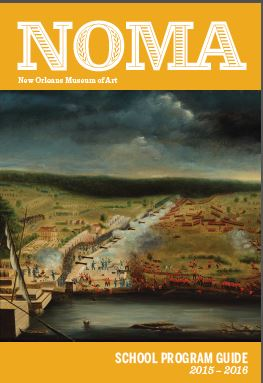 NOMA
New Orleans Museum of Art
SCHOOL PROGRAM GUIDE
2015 – 2016